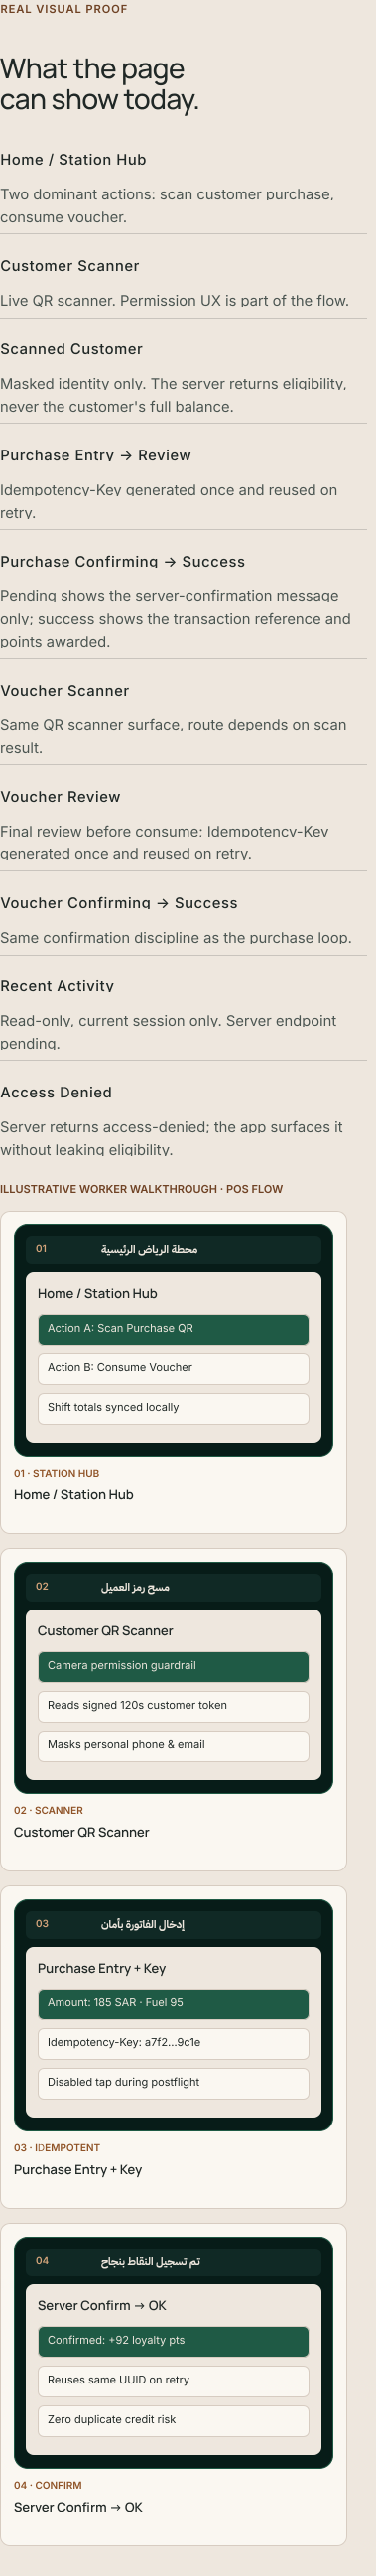 REAL VISUAL PROOF
What the page
can show today.
Home / Station Hub
Two dominant actions: scan customer purchase,
consume voucher.
Customer Scanner
Live QR scanner. Permission UX is part of the flow.
Scanned Customer
Masked identity only. The server returns eligibility,
never the customer's full balance.
Purchase Entry → Review
Idempotency-Key generated once and reused on
retry.
Purchase Confirming → Success
Pending shows the server-confirmation message
only; success shows the transaction reference and
points awarded.
Voucher Scanner
Same QR scanner surface, route depends on scan
result.
Voucher Review
Final review before consume; Idempotency-Key
generated once and reused on retry.
Voucher Confirming → Success
Same confirmation discipline as the purchase loop.
Recent Activity
Read-only, current session only. Server endpoint
pending.
Access Denied
Server returns access-denied; the app surfaces it
without leaking eligibility.
ILLUSTRATIVE WORKER WALKTHROUGH · POS FLOW
01 محطة الرياض الرئيسية
Home / Station Hub
Action A: Scan Purchase QR
Action B: Consume Voucher
Shift totals synced locally
01 · STATION HUB
Home / Station Hub
02 مسح رمز العميل
Customer QR Scanner
Camera permission guardrail
Reads signed 120s customer token
Masks personal phone & email
02 · SCANNER
Customer QR Scanner
03 إدخال الفاتورة بأمان
Purchase Entry + Key
Amount: 185 SAR · Fuel 95
Idempotency-Key: a7f2...9c1e
Disabled tap during postflight
03 · IDEMPOTENT
Purchase Entry + Key
04 تم تسجيل النقاط بنجاح
Server Confirm → OK
Confirmed: +92 loyalty pts
Reuses same UUID on retry
Zero duplicate credit risk
04 · CONFIRM
Server Confirm → OK